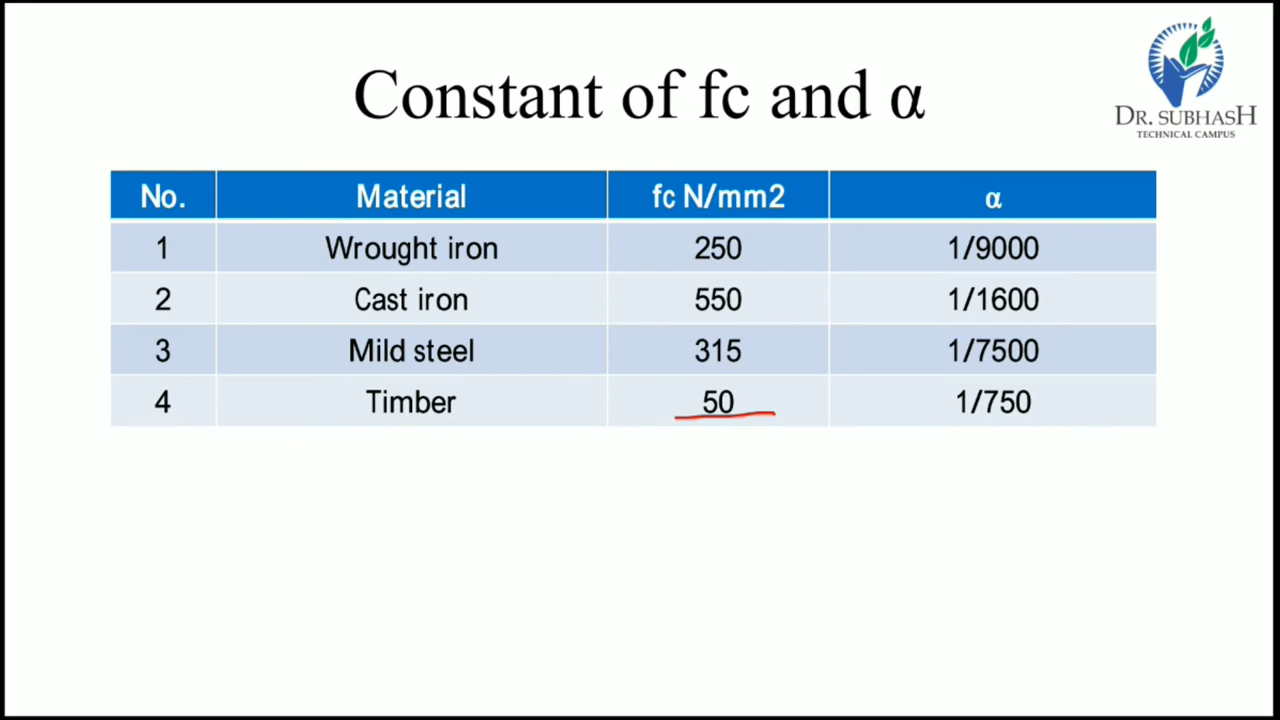 Constant of fc and α
DR. SUBHASH
TECHNICAL CAMPUS
No. Material fc N/mm2 α
1 Wrought iron 250 1/9000
2 Cast iron 550 1/1600
3 Mild steel 315 1/7500
4 Timber 50 1/750